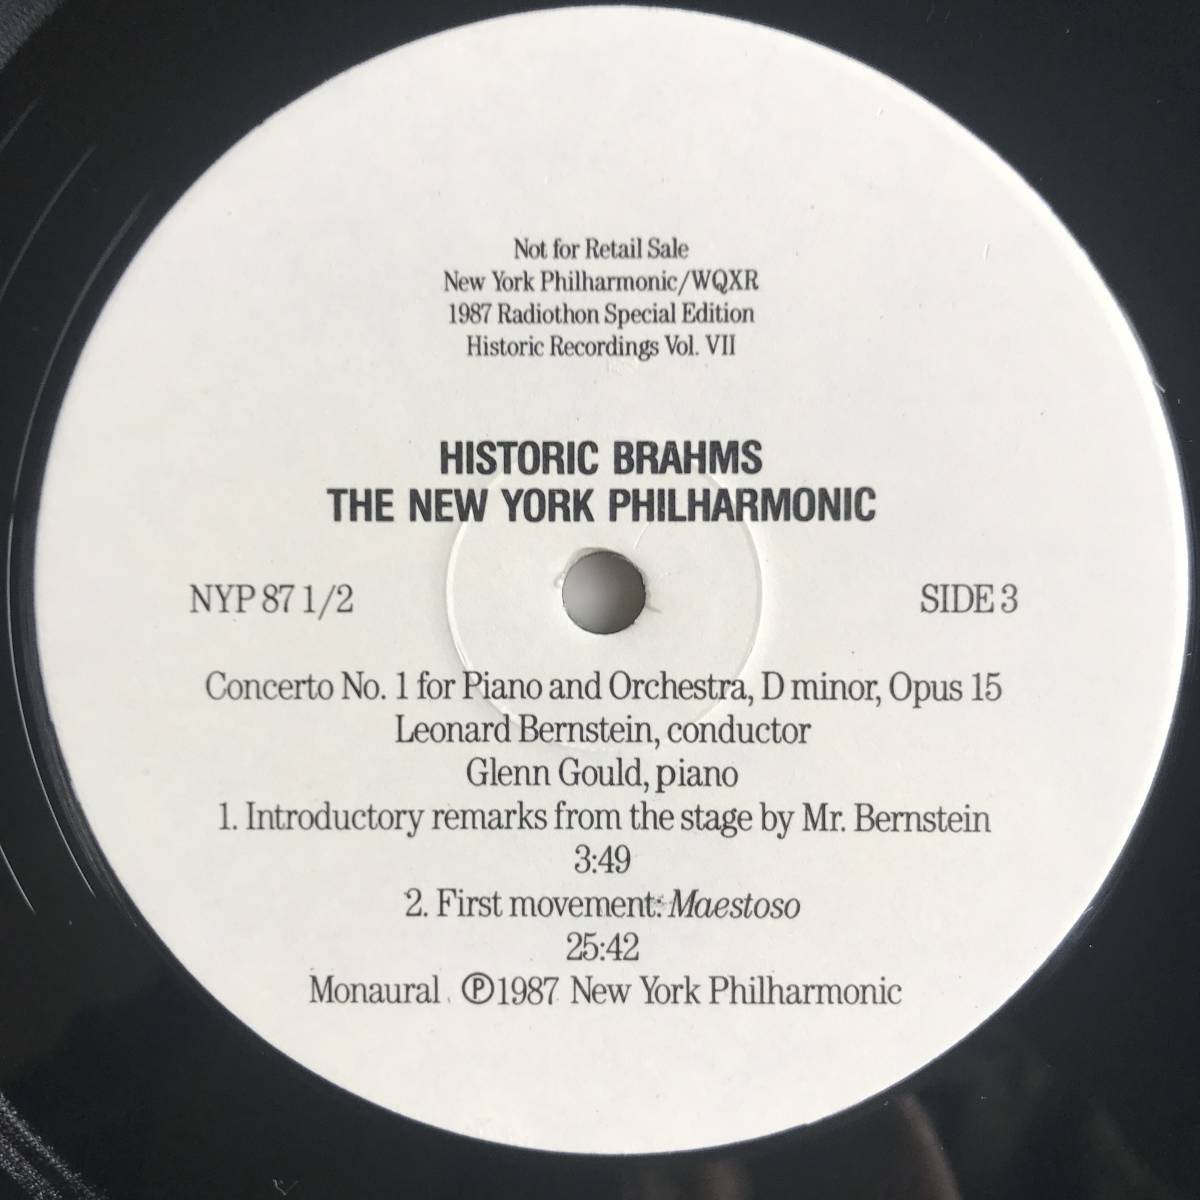 Not for Retail Sale
New York Philharmonic/WQXR
1987 Radiothon Special Edition
Historic Recordings Vol. VII
HISTORIC BRAHMS
THE NEW YORK PHILHARMONIC
NYP 87 1/2
SIDE 3
Concerto No. 1 for Piano and Orchestra, D minor, Opus 15
Leonard Bernstein, conductor
Glenn Gould, piano
1. Introductory remarks from the stage by Mr. Bernstein
3:49
2. First movement: Maestoso
25:42
Monaural ℗1987 New York Philharmonic